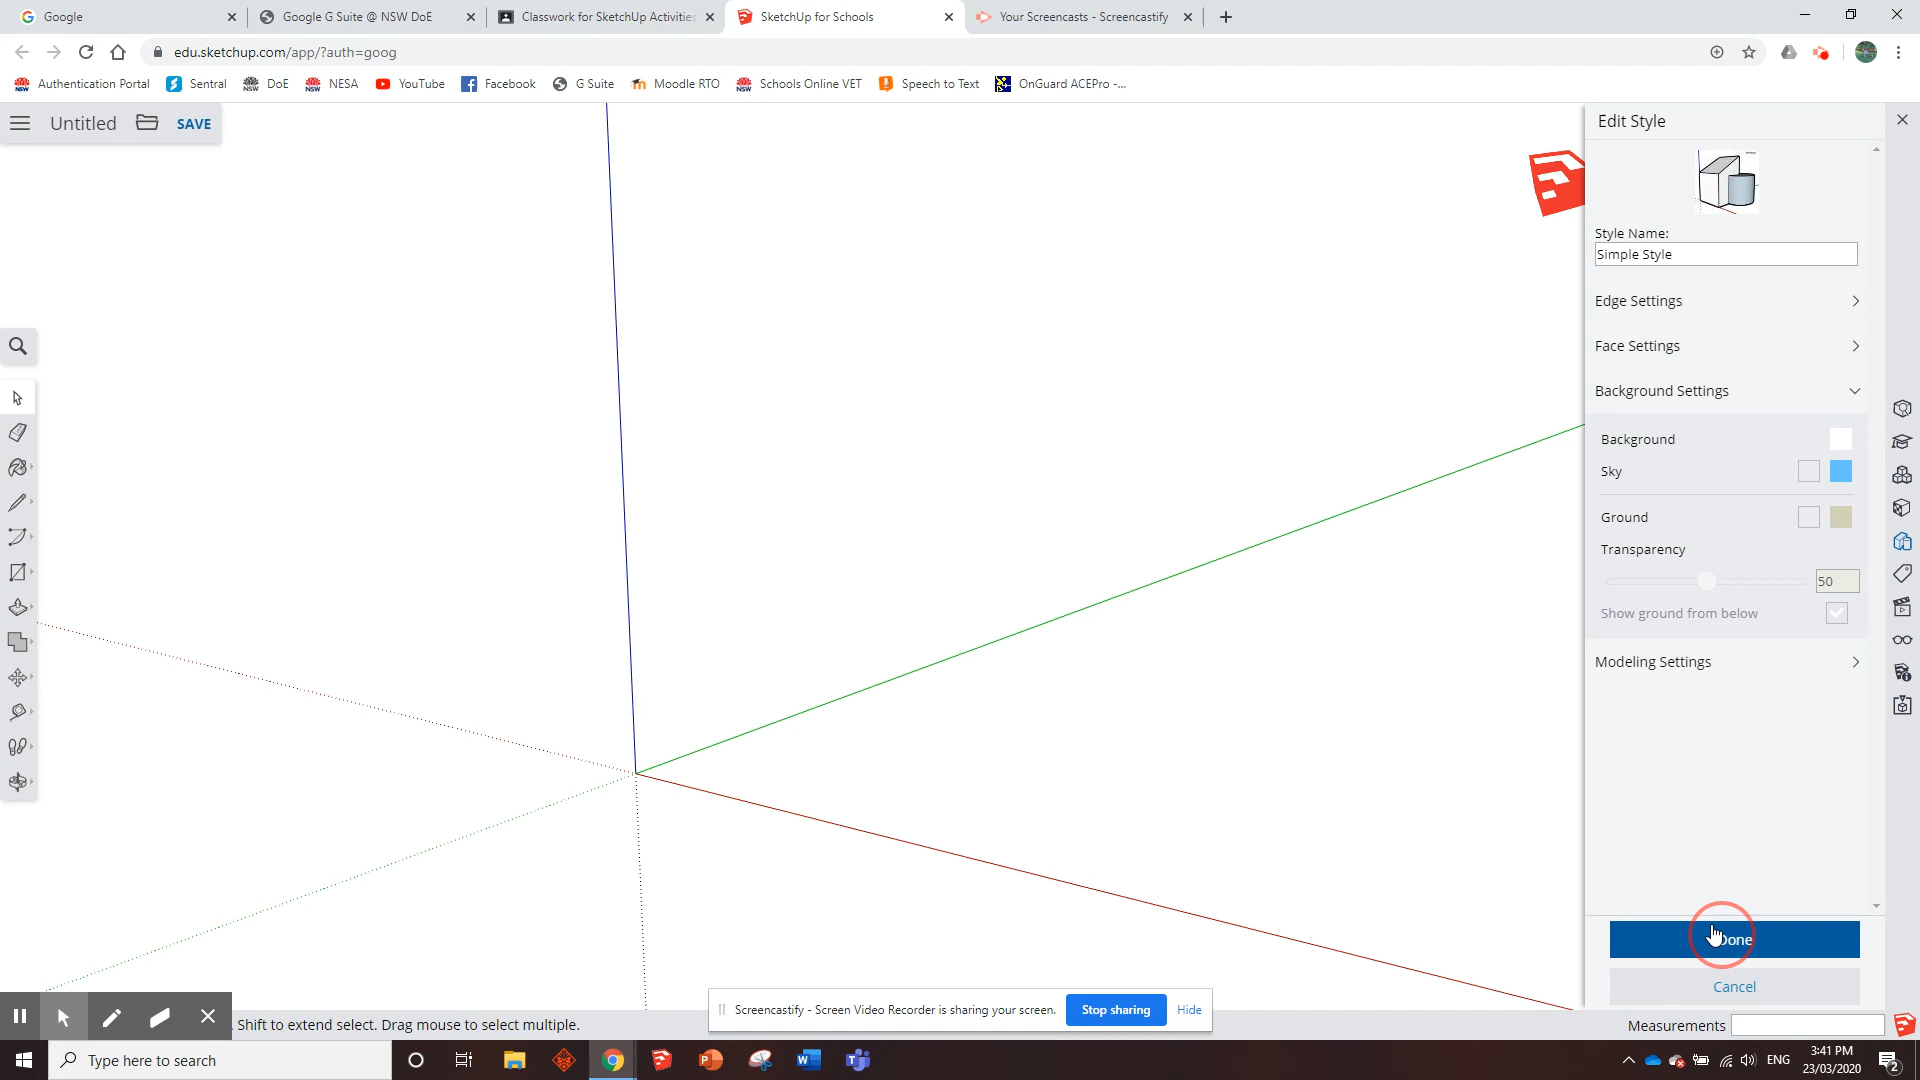 Google
Google G Suite @ NSW DoE
Classwork for SketchUp Activities
SketchUp for Schools
Your Screencasts - Screencastify
edu.sketchup.com/app/?auth=goog
Authentication Portal
Sentral
DoE
NESA
YouTube
Facebook
G Suite
Moodle RTO
Schools Online VET
Speech to Text
OnGuard ACEPro -...
Untitled
SAVE
Edit Style
Style Name:
Simple Style
Edge Settings
Face Settings
Background Settings
Background
Sky
Ground
Transparency
50
Show ground from below
Modeling Settings
Done
Cancel
Screencastify - Screen Video Recorder is sharing your screen.
Stop sharing
Hide
. Shift to extend select. Drag mouse to select multiple.
Measurements
Type here to search
ENG
3:41 PM
23/03/2020
2